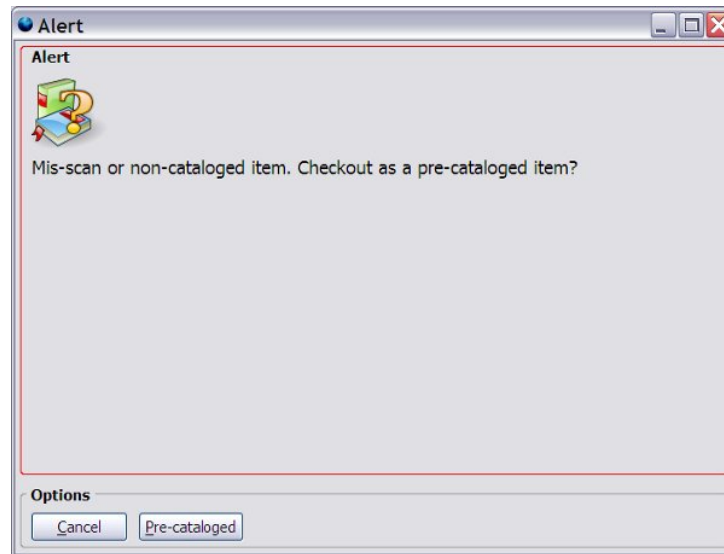 Alert
Alert
Mis-scan or non-cataloged item. Checkout as a pre-cataloged item?
Options
Cancel Pre-cataloged